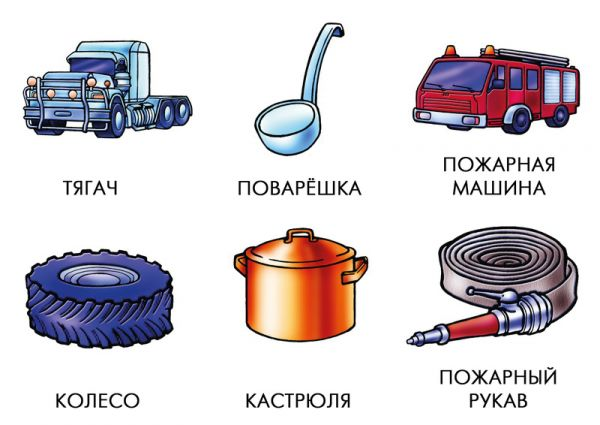 ТЯГАЧ
ПОВАРЁШКА
ПОЖАРНАЯ
МАШИНА
КОЛЕСО
КАСТРЮЛЯ
ПОЖАРНЫЙ
РУКАВ